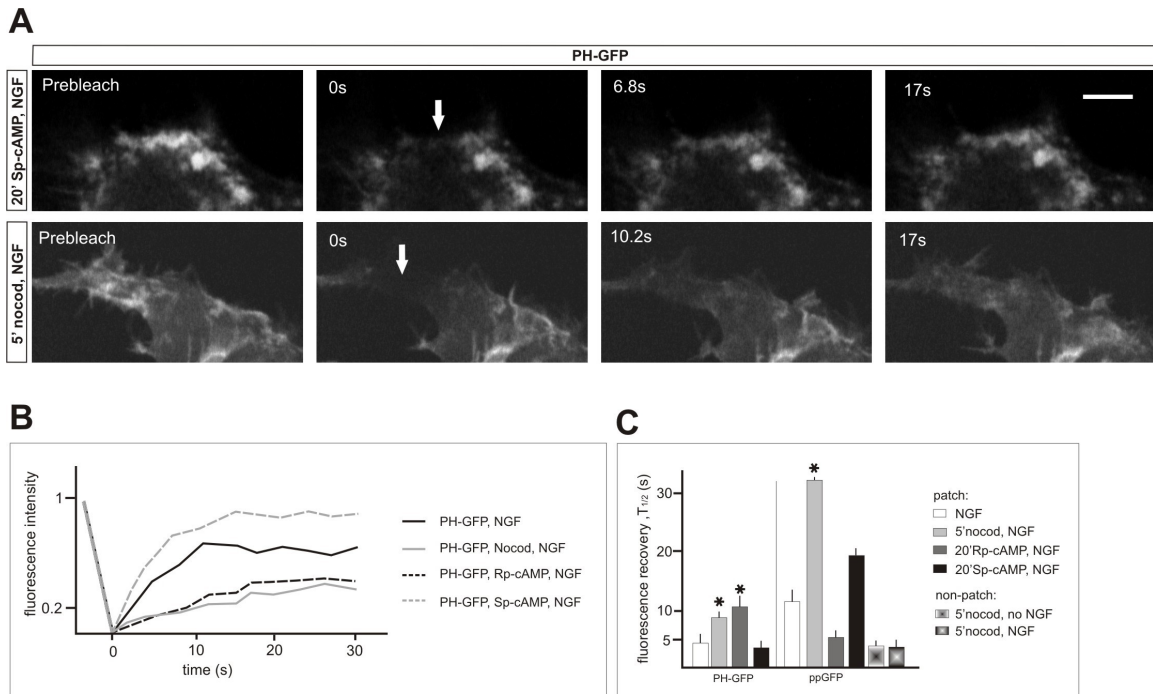 A
PH-GFP
20' Sp-cAMP, NGF
Prebleach
0s
6.8s
17s
5' nocod, NGF
Prebleach
0s
10.2s
17s
B
fluorescence intensity
1
0.2
0
10
20
30
time (s)
PH-GFP, NGF
PH-GFP, Nocod, NGF
PH-GFP, Rp-cAMP, NGF
PH-GFP, Sp-cAMP, NGF
C
fluorescence recovery ,T1/2 (s)
30
20
10
5
* * *
PH-GFP
ppGFP
patch:
NGF
5'nocod, NGF
20'Rp-cAMP, NGF
20'Sp-cAMP, NGF
non-patch:
5'nocod, no NGF
5'nocod, NGF